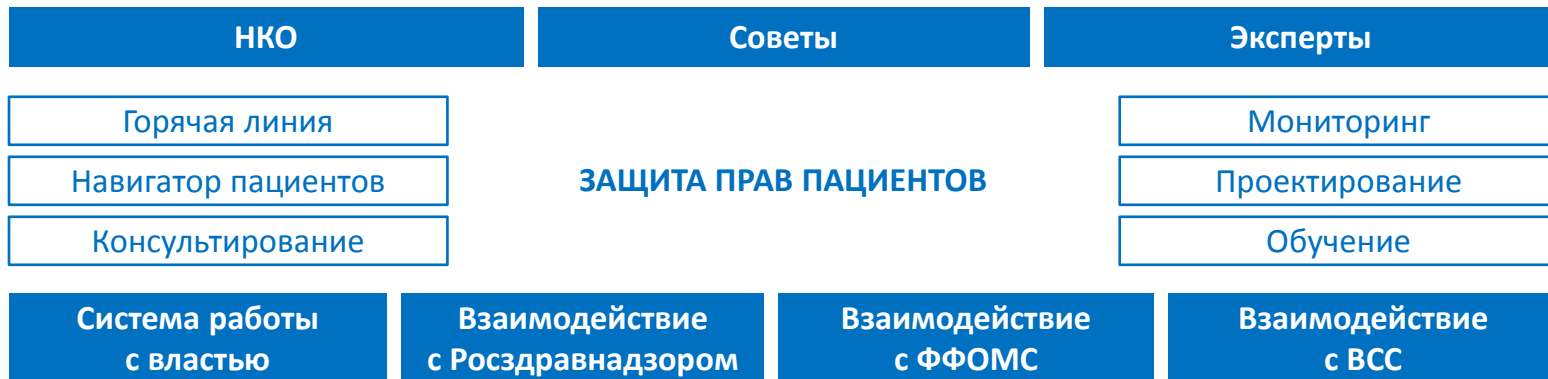 НКО
Советы
Эксперты
Горячая линия
Навигатор пациентов
Консультирование
ЗАЩИТА ПРАВ ПАЦИЕНТОВ
Мониторинг
Проектирование
Обучение
Система работы
с властью
Взаимодействие
с Росздравнадзором
Взаимодействие
с ФФОМС
Взаимодействие
с ВСС